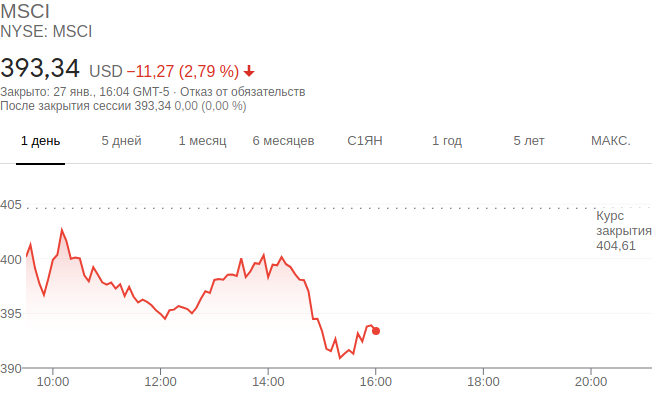 MSCI
NYSE: MSCI
393,34 USD −11,27 (2,79 %)
Закрыто: 27 янв., 16:04 GMT-5 · Отказ от обязательств
После закрытия сессии 393,34 0,00 (0,00 %)
1 день 5 дней 1 месяц 6 месяцев С1ЯН 1 год 5 лет МАКС.
405
Курс
закрытия
404,61
400
395
390
10:00 12:00 14:00 16:00 18:00 20:00